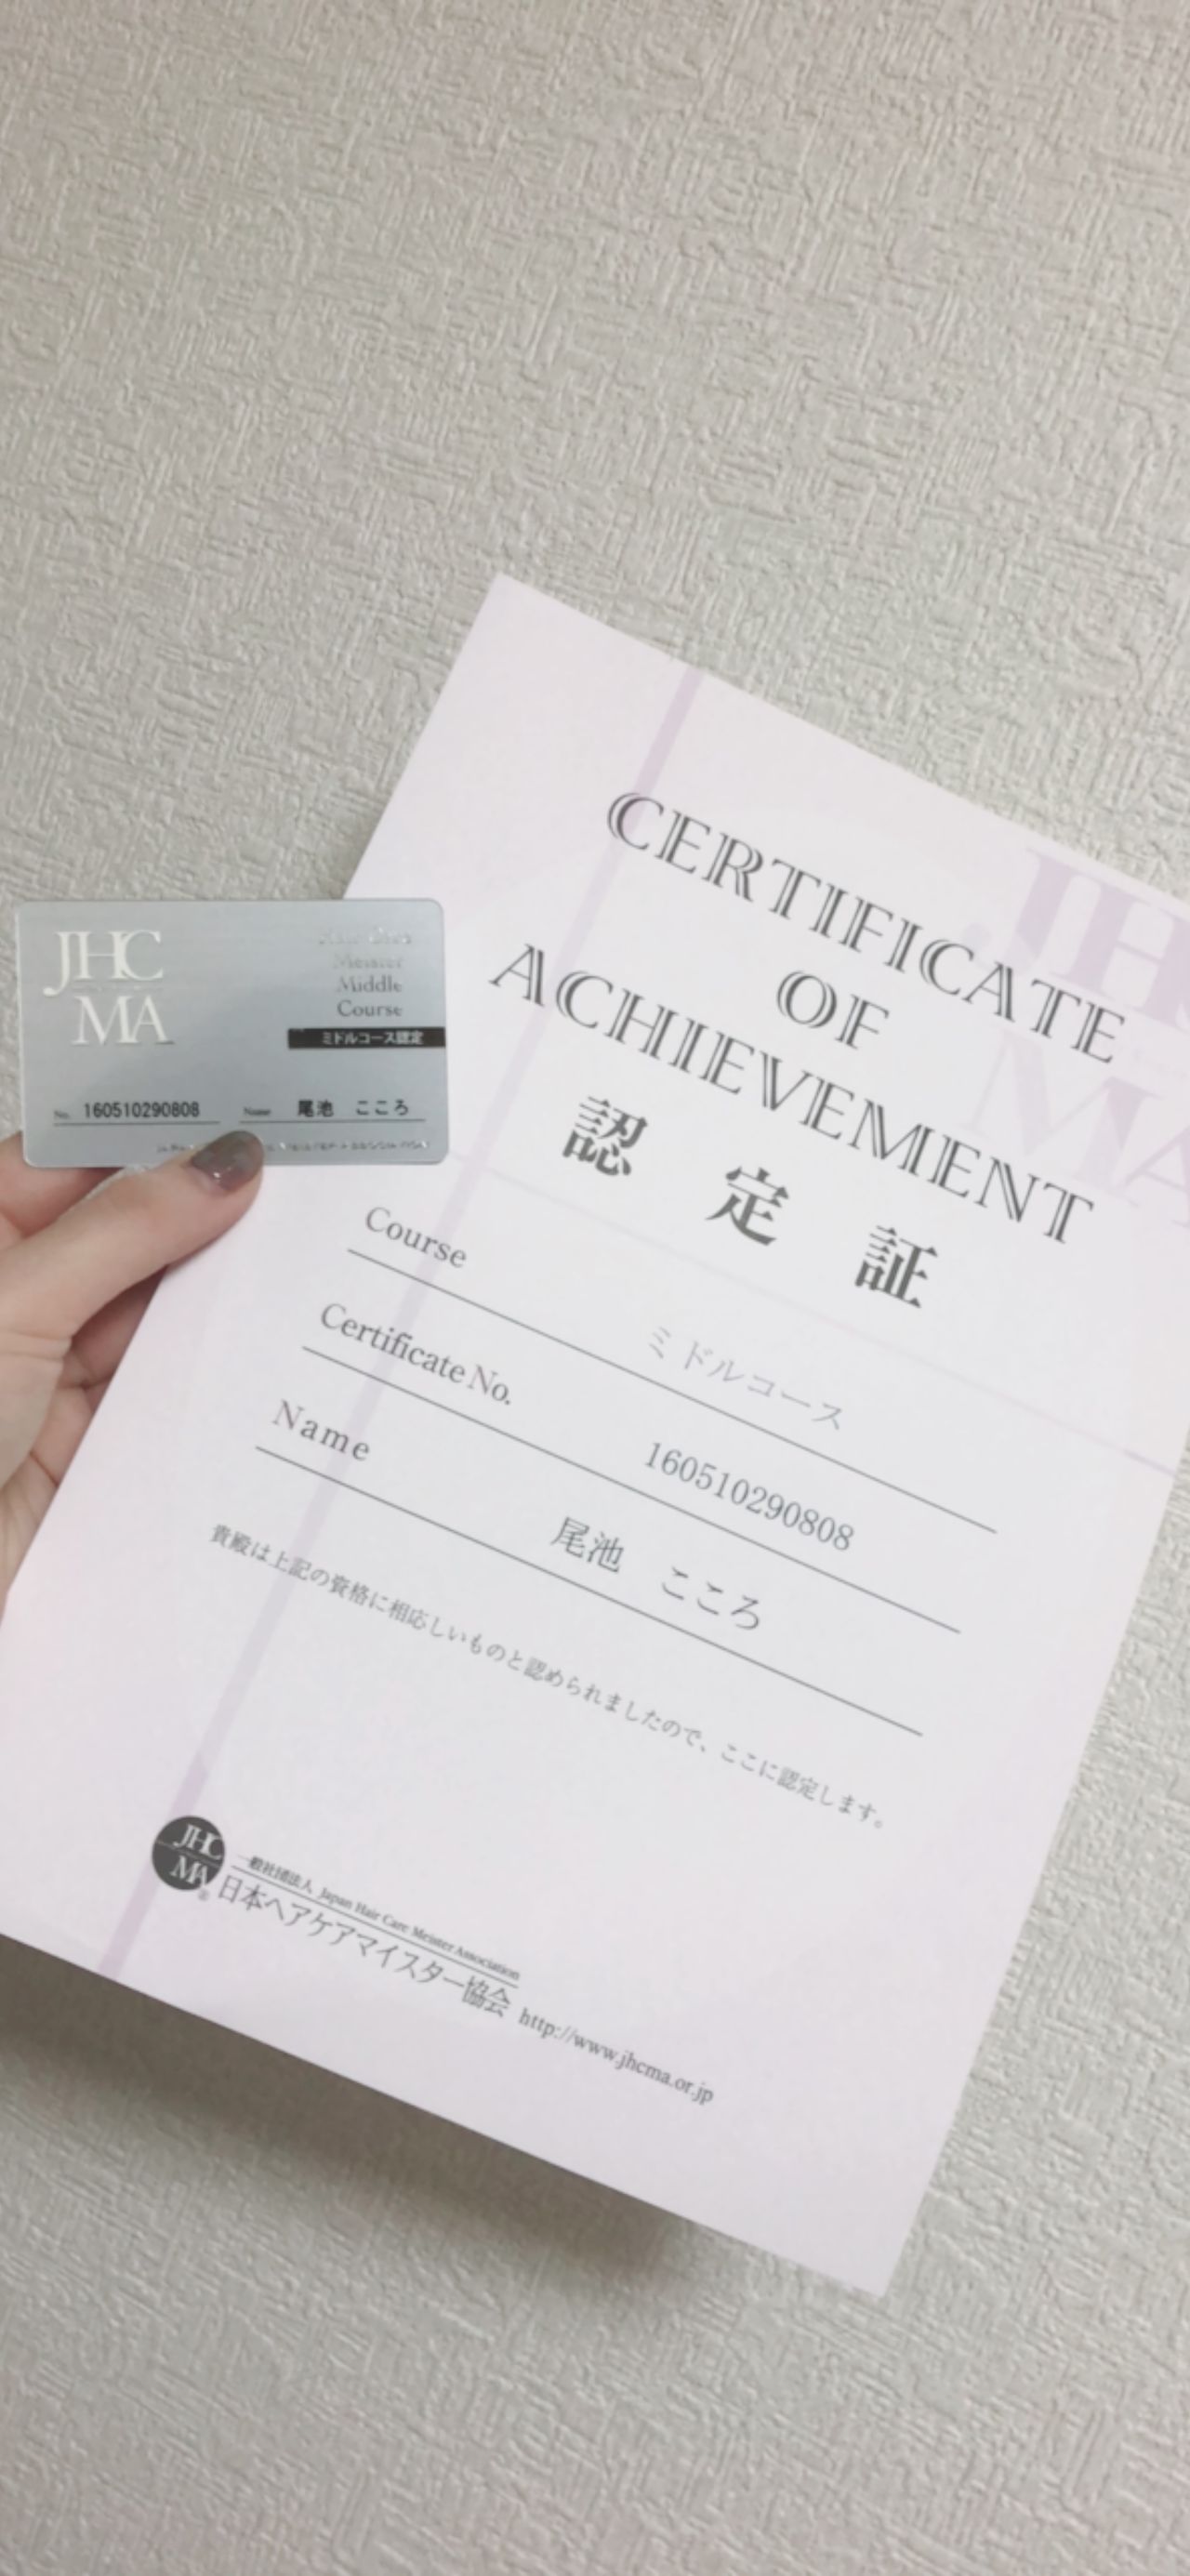 JHC
MA
Hair Care
Meister
Middle
Course
ミドルコース認定
No. 160510290808 Name 尾池 こころ
CERTIFICATE
OF
ACHIEVEMENT
認定証
Course ミドルコース
Certificate No. 160510290808
Name 尾池 こころ
貴殿は上記の資格に相応しいものと認められましたので、ここに認定します。
JHC
MA
一般社団法人 Japan Hair Care Meister Association
日本ヘアケアマイスター協会 http://www.jhcma.or.jp